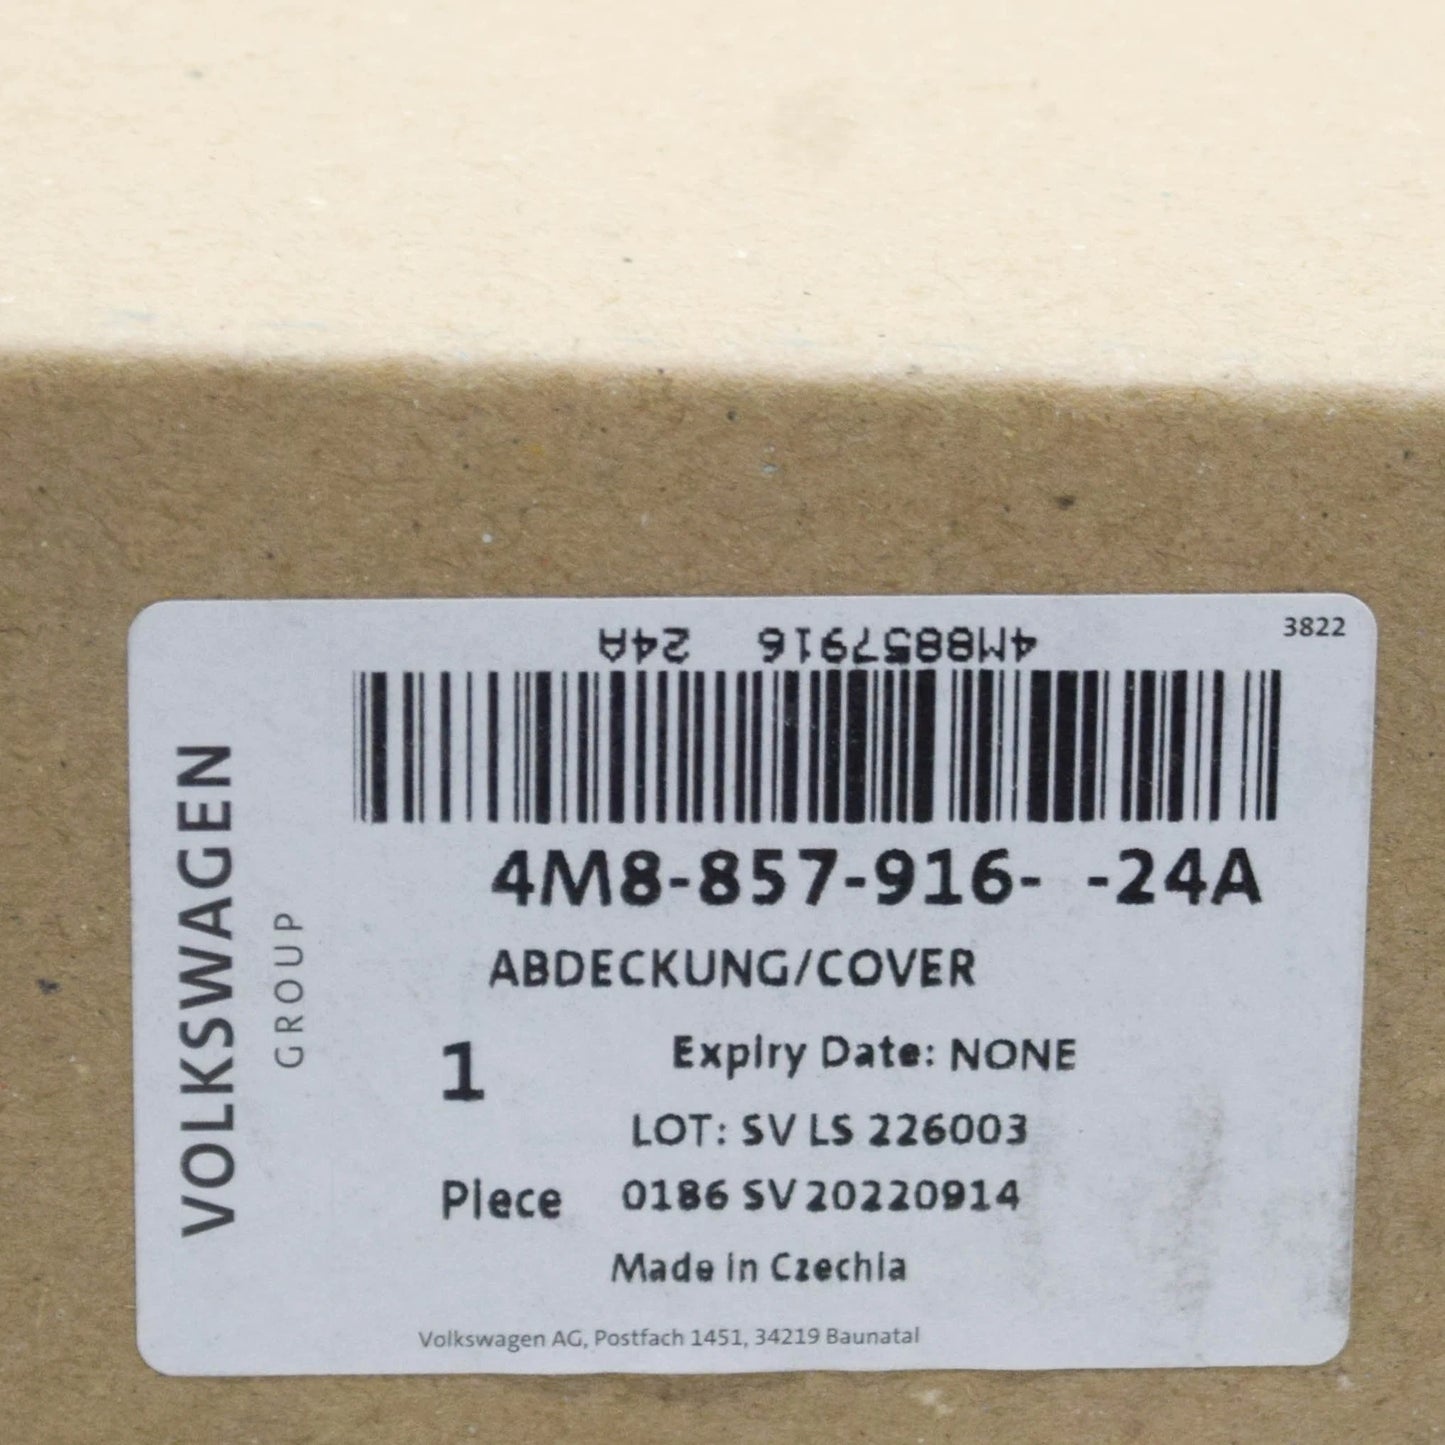 3822
4M8857916 24A
4M8-857-916- -24A
ABDECKUNG/COVER
1
Expiry Date: NONE
LOT: SV LS 226003
Piece
0186 SV 20220914
Made in Czechia
Volkswagen AG, Postfach 1451, 34219 Baunatal
VOLKSWAGEN
GROUP